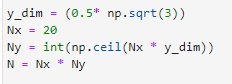 y_dim = (0.5* np.sqrt(3))
Nx = 20
Ny = int(np.ceil(Nx * y_dim))
N = Nx * Ny